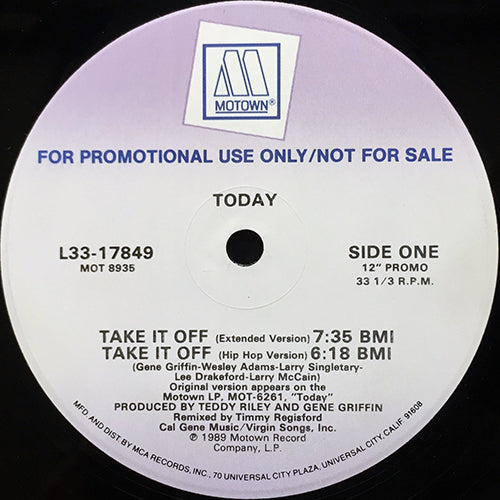 MOTOWN®
FOR PROMOTIONAL USE ONLY/NOT FOR SALE
TODAY
L33-17849
MOT 8935
SIDE ONE
12" PROMO
33 1/3 R.P.M.
TAKE IT OFF (Extended Version) 7:35 BMI
TAKE IT OFF (Hip Hop Version) 6:18 BMI
(Gene Griffin-Wesley Adams-Larry Singletary-
Lee Drakeford-Larry McCain)
Original version appears on the
Motown LP, MOT-6261, "Today"
PRODUCED BY TEDDY RILEY AND GENE GRIFFIN
Remixed by Timmy Regisford
Cal Gene Music/Virgin Songs, Inc.
℗ 1989 Motown Record
Company, L.P.
MFD. AND DIST. BY MCA RECORDS, INC., 70 UNIVERSAL CITY PLAZA, UNIVERSAL CITY, CALIF. 91608